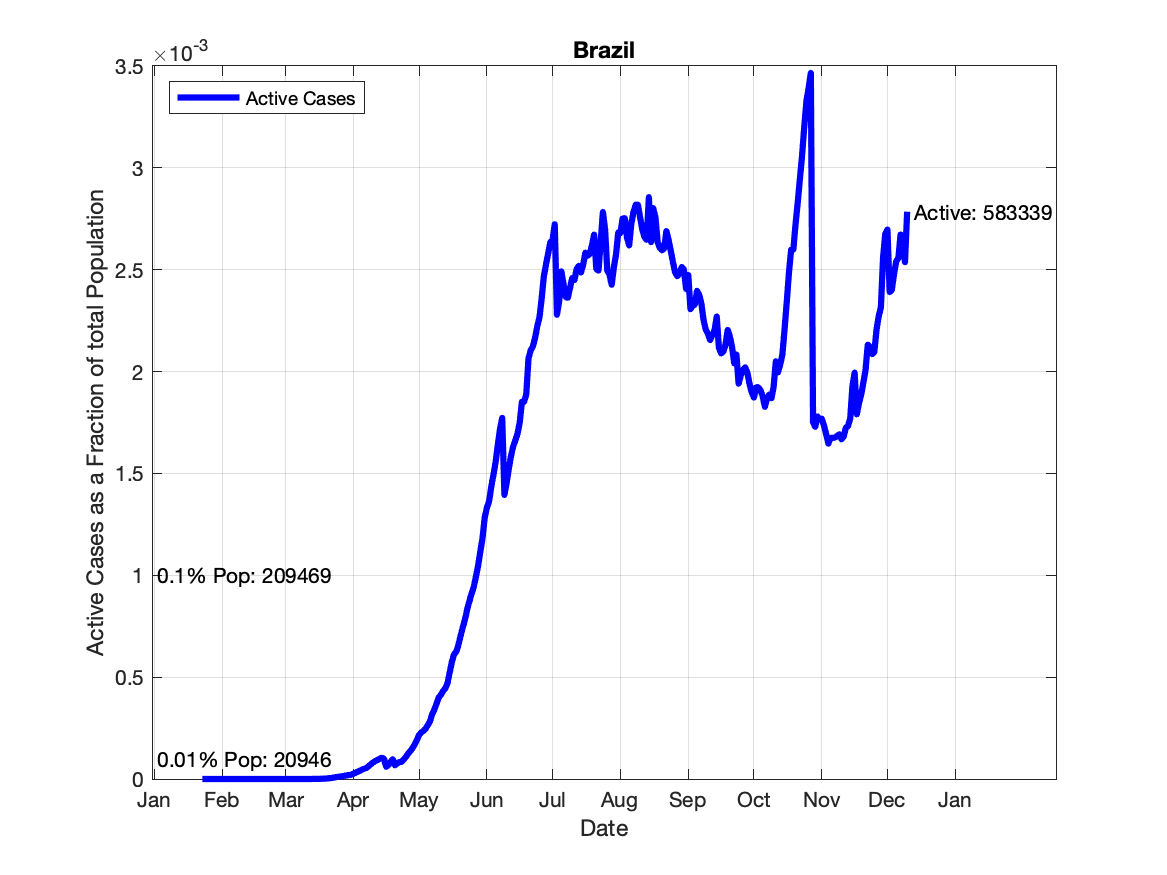 Brazil
×10-3
3.5
3
2.5
2
1.5
1
0.5
0
Active Cases
Active: 583339
0.1% Pop: 209469
0.01% Pop: 20946
Active Cases as a Fraction of total Population
Jan Feb Mar Apr May Jun Jul Aug Sep Oct Nov Dec Jan
Date